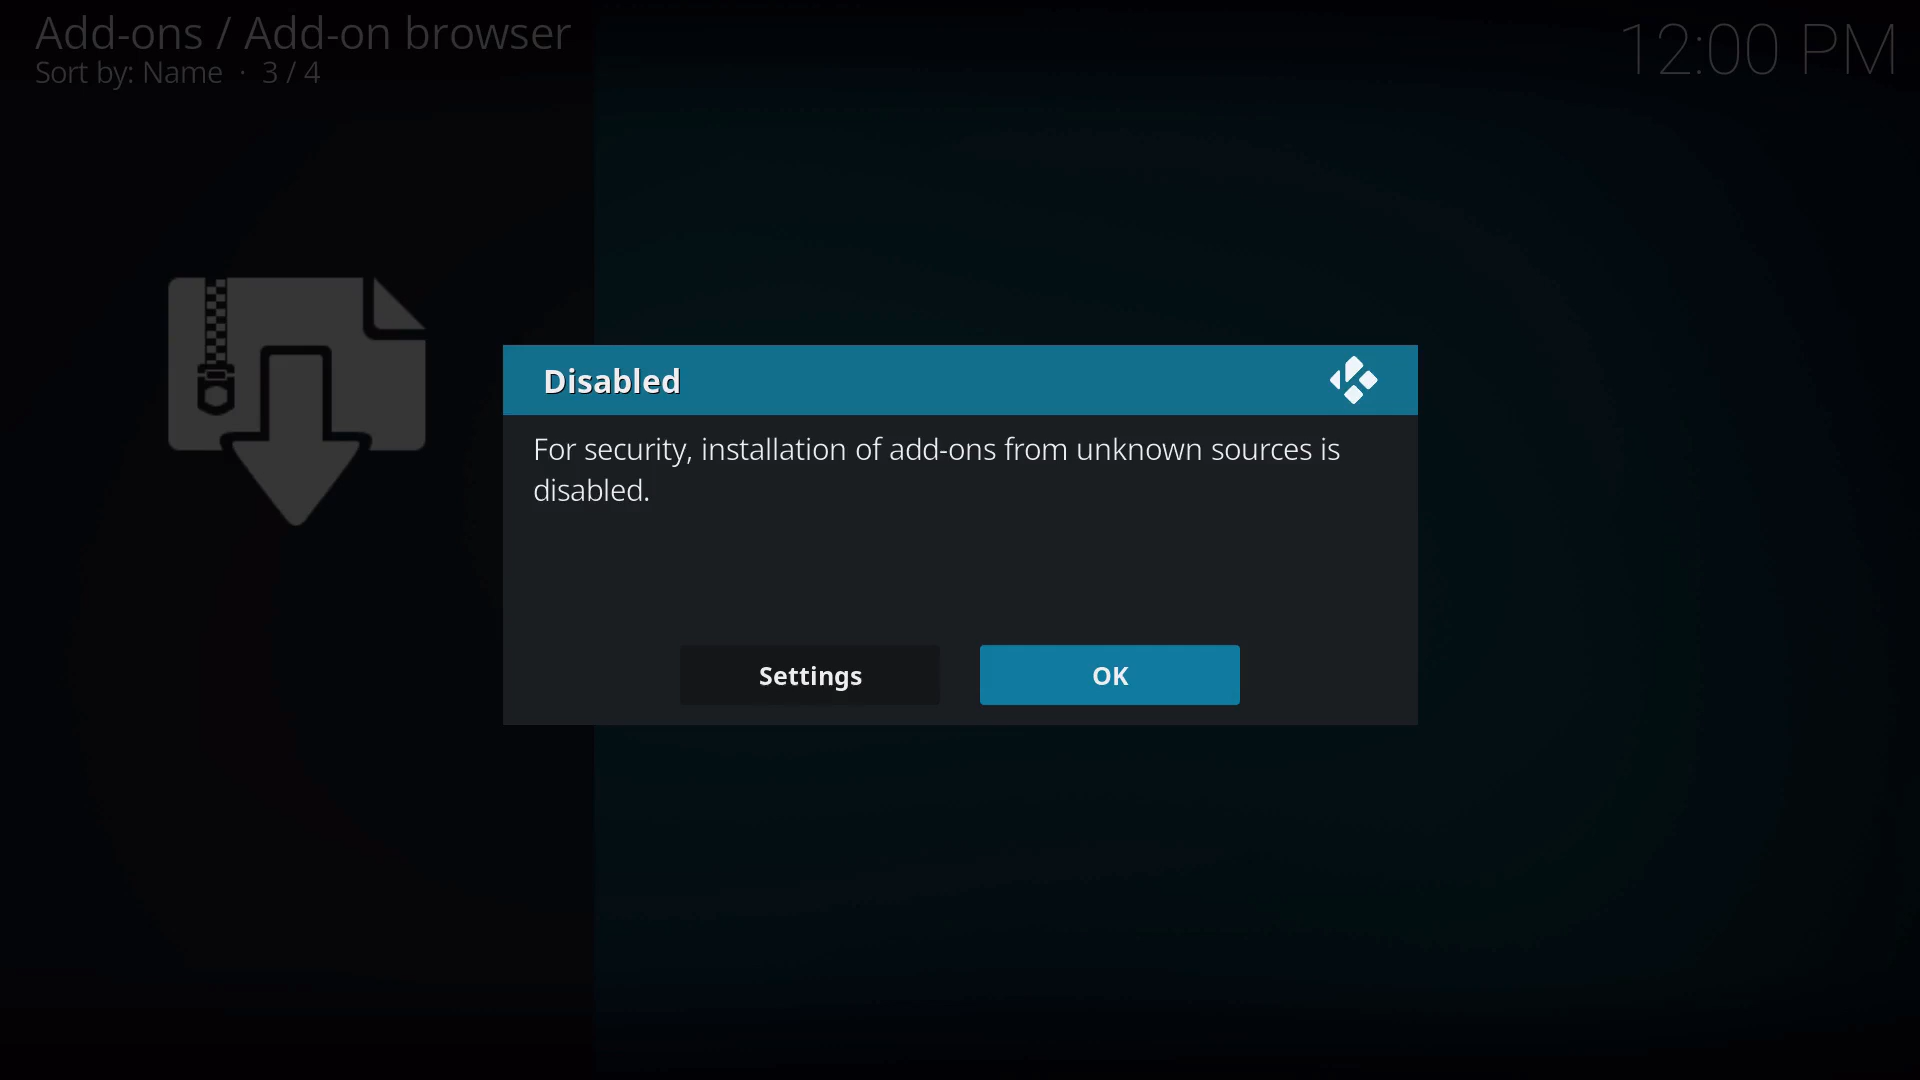 Add-ons / Add-on browser
Sort by: Name · 3 / 4
12:00 PM
Disabled
For security, installation of add-ons from unknown sources is
disabled.
Settings
OK